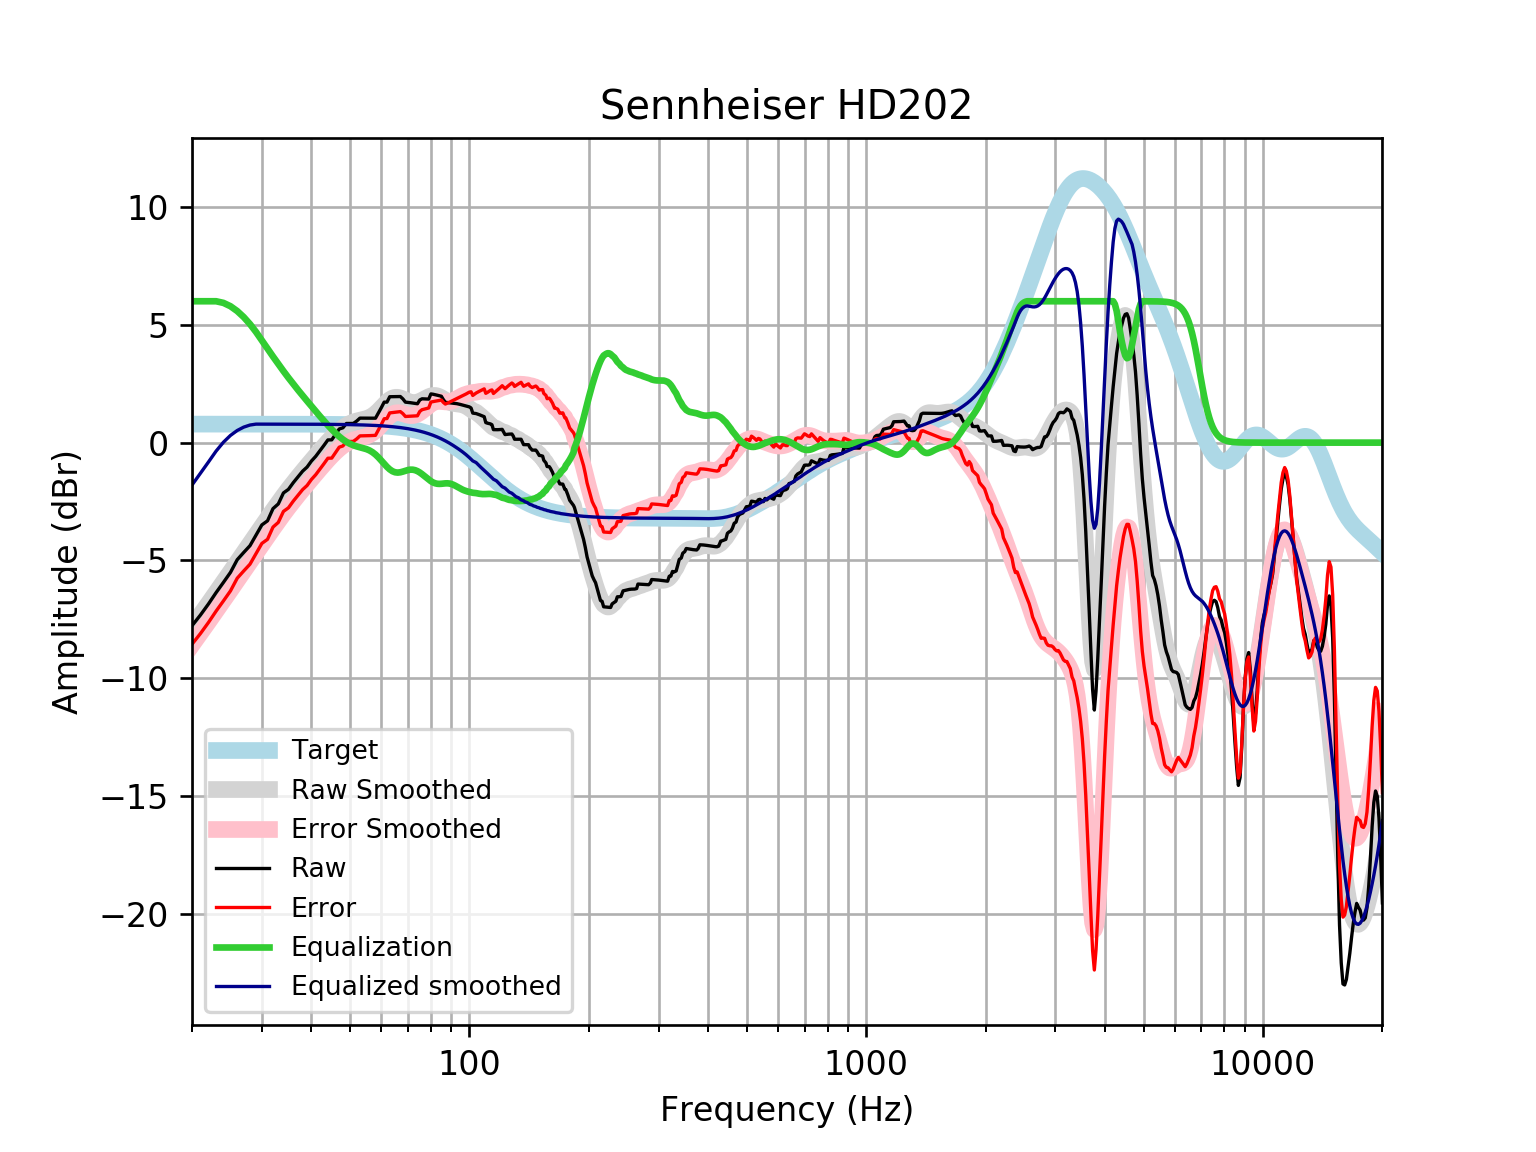 Sennheiser HD202
Amplitude (dBr)
10
5
0
−5
−10
−15
−20
Target
Raw Smoothed
Error Smoothed
Raw
Error
Equalization
Equalized smoothed
100
1000
10000
Frequency (Hz)